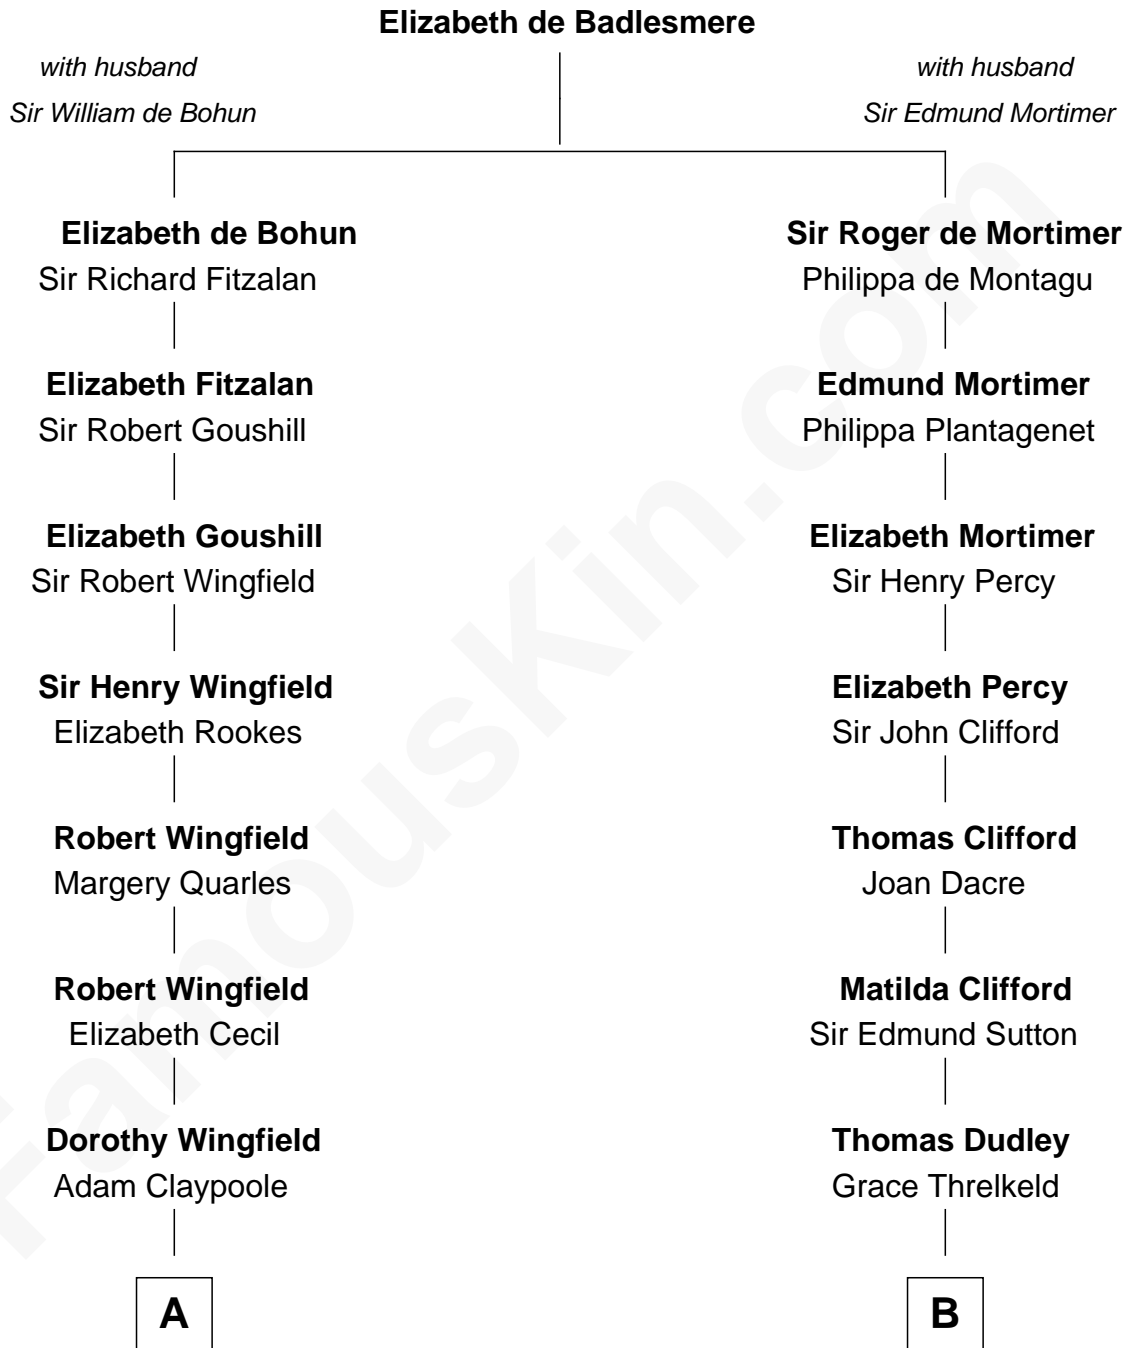 Elizabeth de Badlesmere
with husband
Sir William de Bohun
with husband
Sir Edmund Mortimer
Elizabeth de Bohun
Sir Richard Fitzalan
Sir Roger de Mortimer
Philippa de Montagu
Elizabeth Fitzalan
Sir Robert Goushill
Edmund Mortimer
Philippa Plantagenet
Elizabeth Goushill
Sir Robert Wingfield
Elizabeth Mortimer
Sir Henry Percy
Sir Henry Wingfield
Elizabeth Rookes
Elizabeth Percy
Sir John Clifford
Robert Wingfield
Margery Quarles
Thomas Clifford
Joan Dacre
Robert Wingfield
Elizabeth Cecil
Matilda Clifford
Sir Edmund Sutton
Dorothy Wingfield
Adam Claypoole
Thomas Dudley
Grace Threlkeld
A
B
FamousKin.com